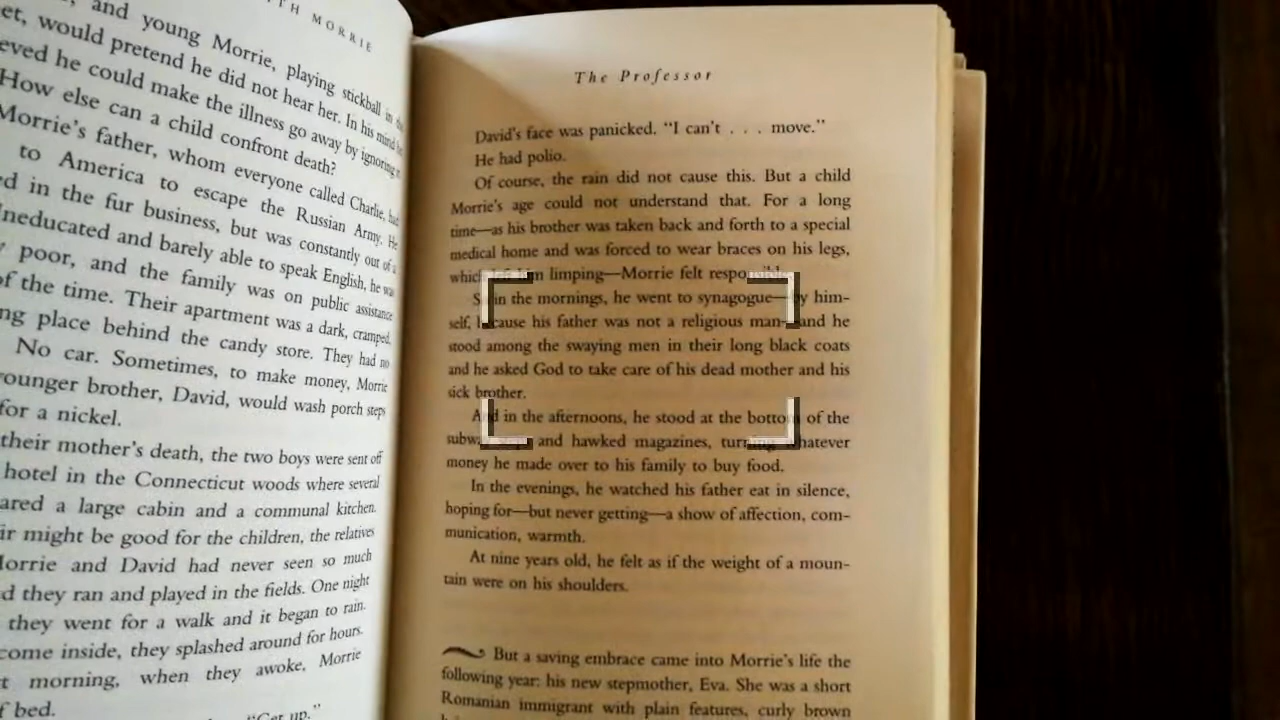 TH MORRIE
, and young Morrie, playing stickball in the
et, would pretend he did not hear her. In his mind he
eved he could make the illness go away by ignoring it.
How else can a child confront death?
Morrie's father, whom everyone called Charlie, had
to America to escape the Russian Army. He
ed in the fur business, but was constantly out of a
Uneducated and barely able to speak English, he was
y poor, and the family was on public assistance
of the time. Their apartment was a dark, cramped,
ng place behind the candy store. They had no
No car. Sometimes, to make money, Morrie
younger brother, David, would wash porch steps
for a nickel.
their mother's death, the two boys were sent off
hotel in the Connecticut woods where several
ared a large cabin and a communal kitchen.
ir might be good for the children, the relatives
Morrie and David had never seen so much
d they ran and played in the fields. One night
they went for a walk and it began to rain.
come inside, they splashed around for hours.
t morning, when they awoke, Morrie
f bed.
"Get up."
The Professor
David's face was panicked. "I can't . . . move."
He had polio.
Of course, the rain did not cause this. But a child
Morrie's age could not understand that. For a long
time—as his brother was taken back and forth to a special
medical home and was forced to wear braces on his legs,
which left him limping—Morrie felt responsible.
So in the mornings, he went to synagogue—by him-
self, because his father was not a religious man—and he
stood among the swaying men in their long black coats
and he asked God to take care of his dead mother and his
sick brother.
And in the afternoons, he stood at the bottom of the
subway steps and hawked magazines, turning whatever
money he made over to his family to buy food.
In the evenings, he watched his father eat in silence,
hoping for—but never getting—a show of affection, com-
munication, warmth.
At nine years old, he felt as if the weight of a moun-
tain were on his shoulders.
But a saving embrace came into Morrie's life the
following year: his new stepmother, Eva. She was a short
Romanian immigrant with plain features, curly brown